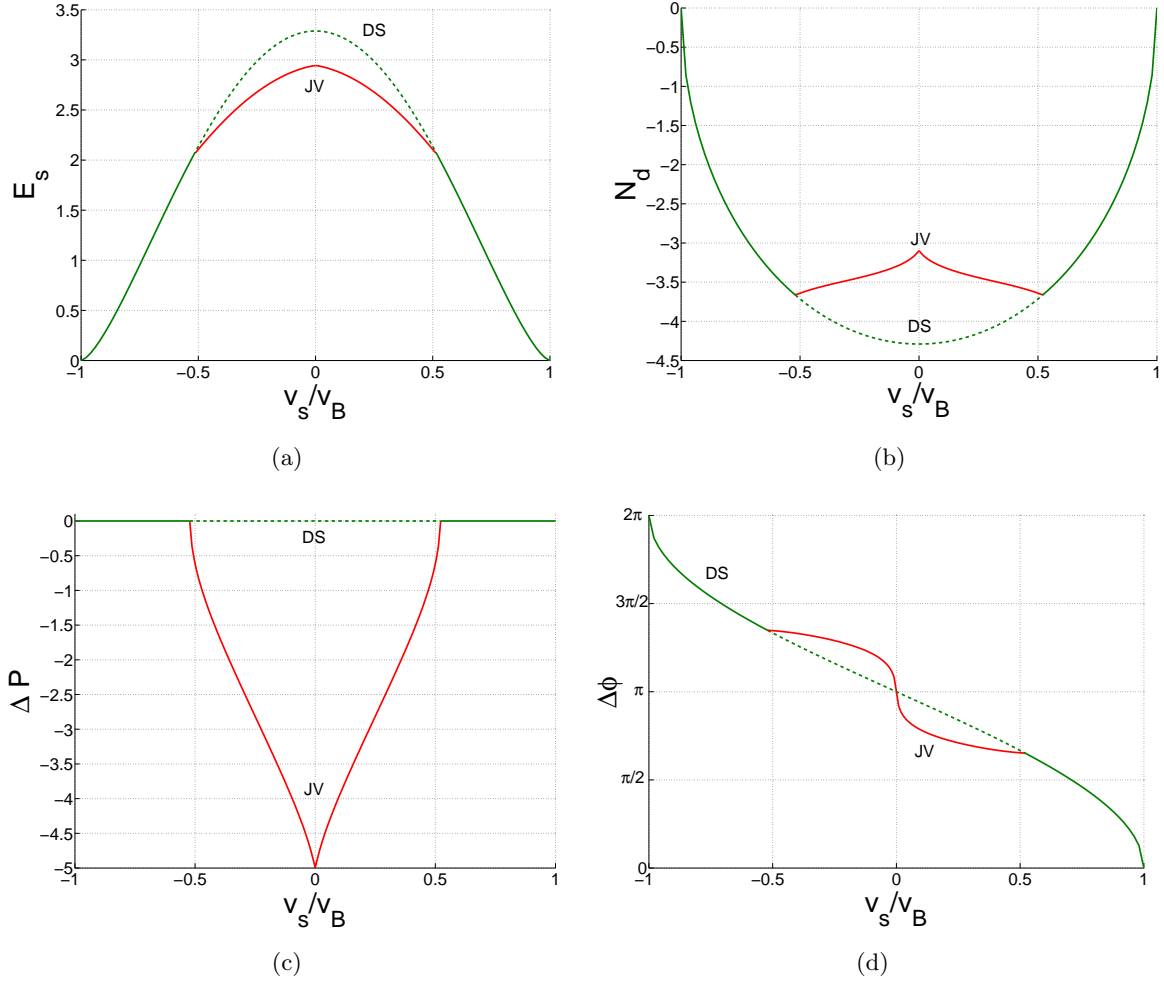 3.5
3
2.5
2
1.5
1
0.5
0
E_s
DS
JV
−1 −0.5 0 0.5 1
v_s/v_B
(a)
0
−0.5
−1
−1.5
−2
−2.5
−3
−3.5
−4
−4.5
N_d
JV
DS
−1 −0.5 0 0.5 1
v_s/v_B
(b)
0
−0.5
−1
−1.5
−2
−2.5
−3
−3.5
−4
−4.5
−5
Δ P
DS
JV
−1 −0.5 0 0.5 1
v_s/v_B
(c)
2π
3π/2
π
π/2
0
Δϕ
DS
JV
−1 −0.5 0 0.5 1
v_s/v_B
(d)